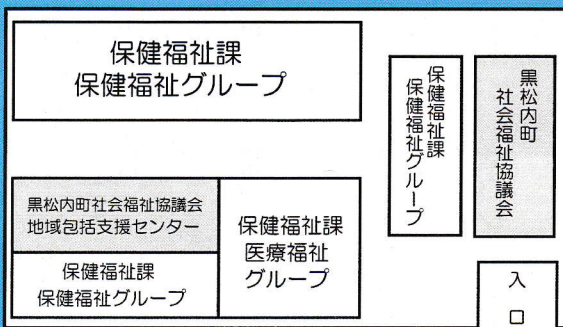 保健福祉課
保健福祉グループ
保健福祉課
保健福祉グループ
黒松内町
社会福祉協議会
黒松内町社会福祉協議会
地域包括支援センター
保健福祉課
医療福祉
グループ
保健福祉課
保健福祉グループ
入口